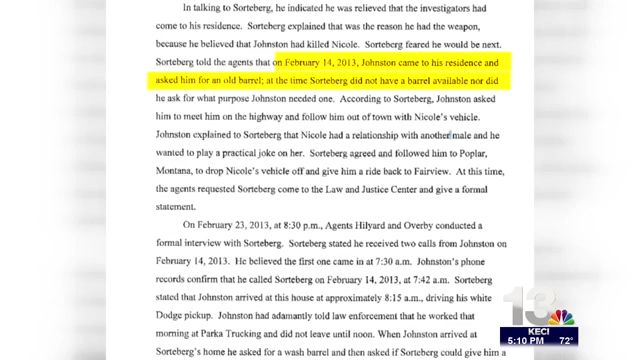 In talking to Sorteberg, he indicated he was relieved that the investigators had
come to his residence. Sorteberg explained that was the reason he had the weapon,
because he believed that Johnston had killed Nicole. Sorteberg feared he would be next.
Sorteberg told the agents that on February 14, 2013, Johnston came to his residence and
asked him for an old barrel; at the time Sorteberg did not have a barrel available nor did
he ask for what purpose Johnston needed one. According to Sorteberg, Johnston asked
him to meet him on the highway and follow him out of town with Nicole's vehicle.
Johnston explained to Sorteberg that Nicole had a relationship with another male and he
wanted to play a practical joke on her. Sorteberg agreed and followed him to Poplar,
Montana, to drop Nicole's vehicle off and give him a ride back to Fairview. At this time,
the agents requested Sorteberg come to the Law and Justice Center and give a formal
statement.
On February 23, 2013, at 8:30 p.m., Agents Hilyard and Overby conducted a
formal interview with Sorteberg. Sorteberg stated he received two calls from Johnston on
February 14, 2013. He believed the first one came in at 7:30 a.m. Johnston's phone
records confirm that he called Sorteberg on February 14, 2013, at 7:42 a.m. Sorteberg
stated that Johnston arrived at this house at approximately 8:15 a.m., driving his white
Dodge pickup. Johnston had adamantly told law enforcement that he worked that
morning at Parka Trucking and did not leave until noon. When Johnston arrived at
Sorteberg's home he asked for a wash barrel and then asked if Sorteberg could give him a
13
KECI
5:10 PM 72°